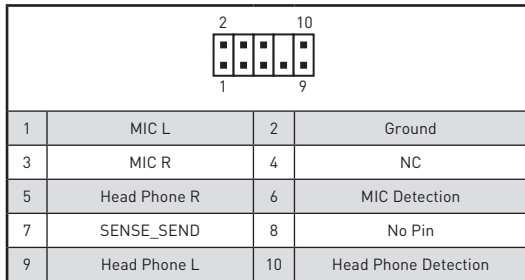 2 10
1 9
1 MIC L 2 Ground
3 MIC R 4 NC
5 Head Phone R 6 MIC Detection
7 SENSE_SEND 8 No Pin
9 Head Phone L 10 Head Phone Detection